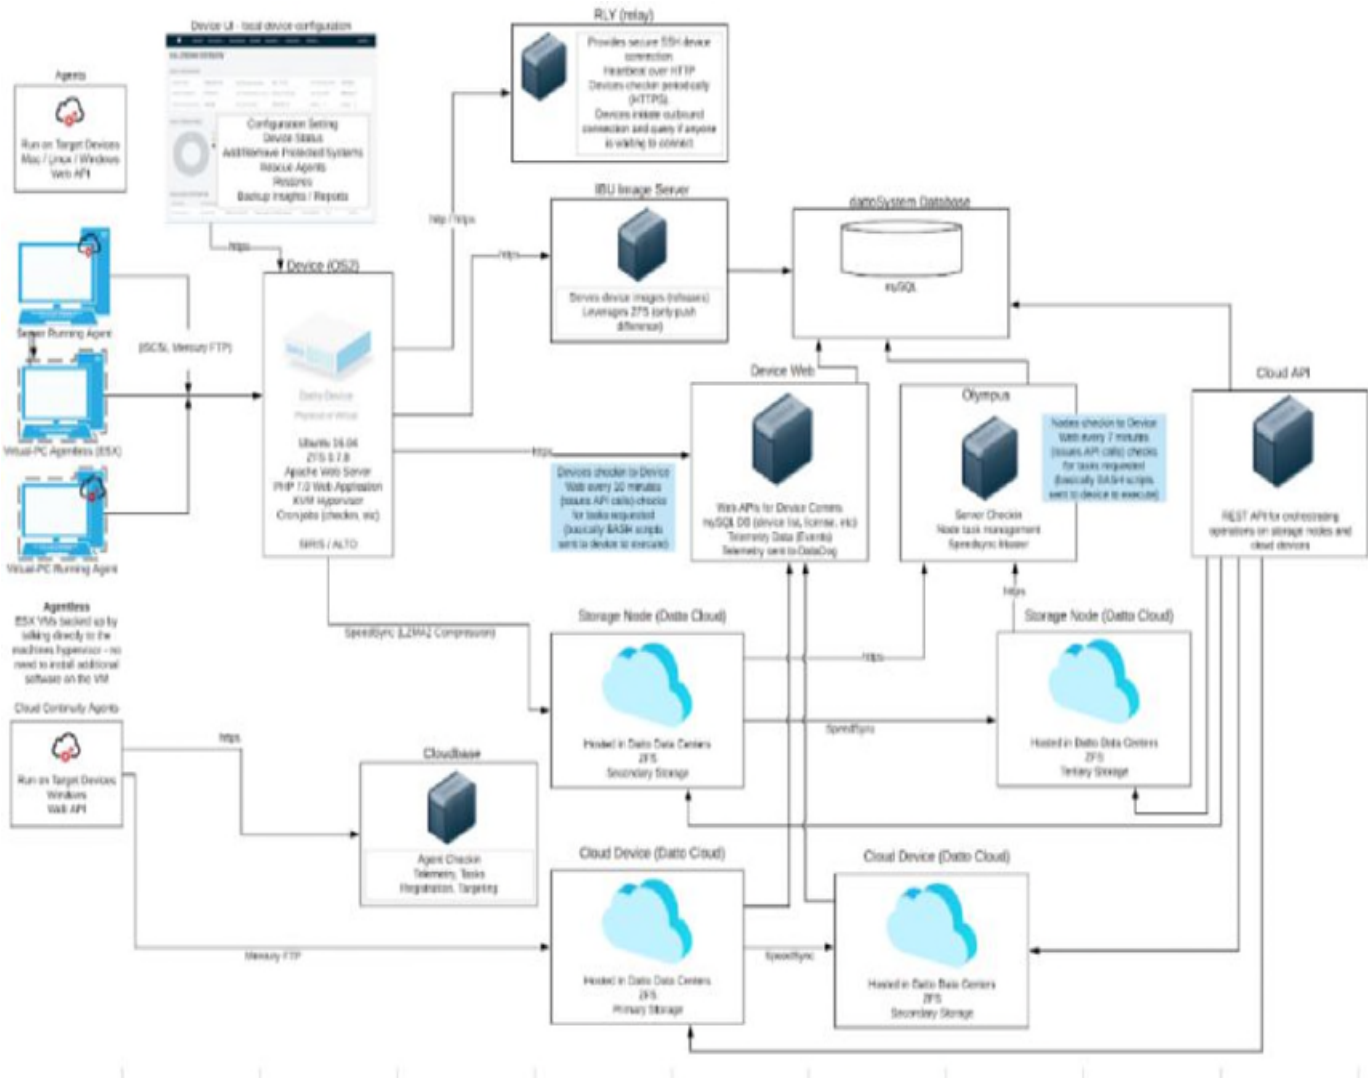 Device UI - local device configuration
Configuration Setting
Device Status
Add/Remove Protected Systems
Rescue Agents
Restores
Backup Insights / Reports
https
RLY (relay)
Provides secure SSH device
connection
Heartbeat over HTTP
Devices checkin periodically
(HTTPS).
Devices initiate outbound
connection and query if anyone
is waiting to connect
Agents
Run on Target Devices
Mac / Linux / Windows
Web API
Server Running Agent
(iSCSI, Mercury FTP)
Virtual-PC Agentless (ESX)
Virtual-PC Running Agent
Agentless
ESX VMs backed up by
talking directly to the
machines hypervisor - no
need to install additional
software on the VM
Device (OS2)
Datto Device
Physical or Virtual
Ubuntu 16.04
Apache Web Server
PHP 7.0 Web Application
KVM Hypervisor
Cronjobs (checkin, etc)
SIRIS / ALTO
http / https
https
https
IBU Image Server
Serves device images (releases)
Leverages ZFS (only push
difference)
dattoSystem Database
mySQL
Device Web
Web APIs for Device Comms
mySQL DB (device list, license, etc)
Telemetry Data (Events)
Telemetry sent to DataDog
Devices checkin to Device
Web every 10 minutes
(issues API calls) checks
for tasks requested
(basically BASH scripts
sent to device to execute)
Olympus
Server Checkin
Node task management
Speedsync Master
Nodes checkin to Device
Web every 7 minutes
(issues API calls) checks
for tasks requested
(basically BASH scripts
sent to device to execute)
Cloud API
REST API for orchestrating
operations on storage nodes and
cloud devices
SpeedSync (LZMA2 Compression)
Storage Node (Datto Cloud)
Hosted in Datto Data Centers
ZFS
Secondary Storage
https
SpeedSync
https
Storage Node (Datto Cloud)
Hosted in Datto Data Centers
ZFS
Tertiary Storage
Cloud Continuity Agents
Run on Target Devices
Windows
Web API
https
Cloudbase
Agent Checkin
Telemetry, Tasks
Registration, Targeting
Mercury FTP
Cloud Device (Datto Cloud)
Hosted in Datto Data Centers
ZFS
Primary Storage
SpeedSync
Cloud Device (Datto Cloud)
Hosted in Datto Data Centers
ZFS
Secondary Storage